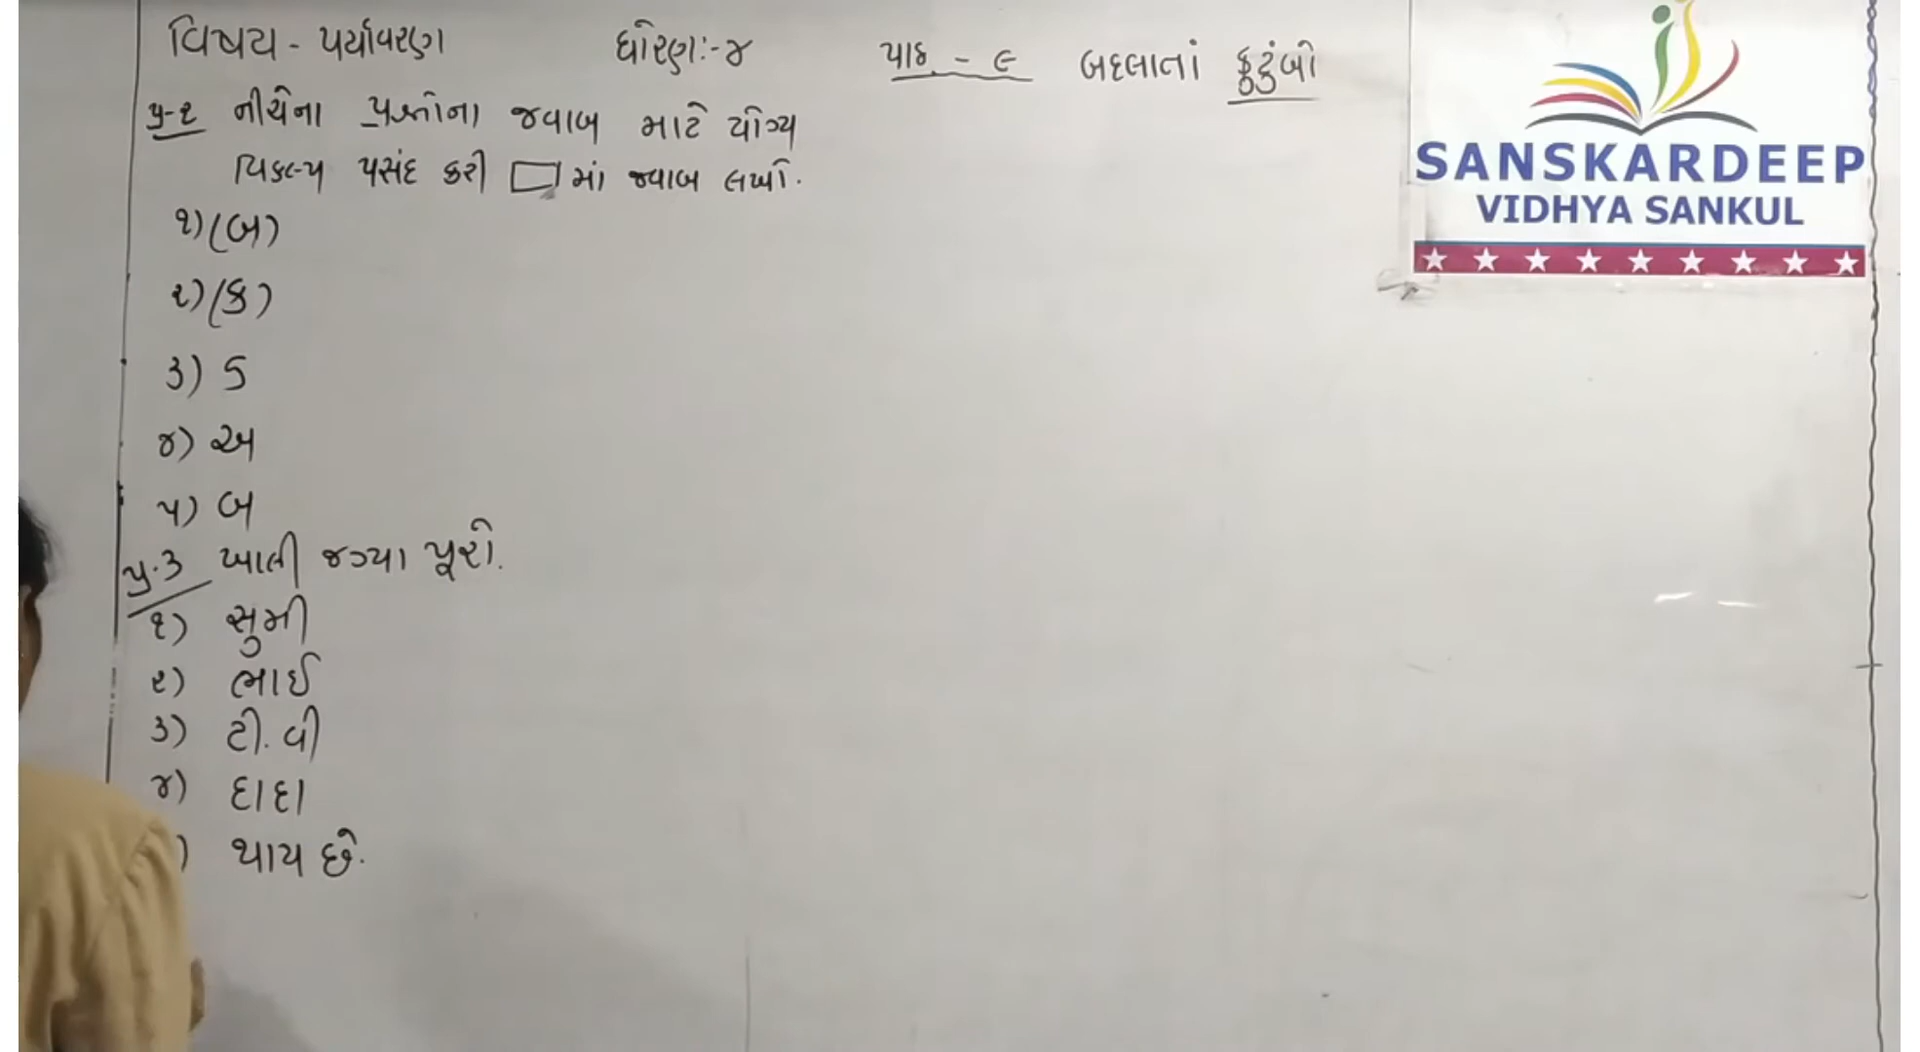 વિષય - પર્યાવરણ ધોરણ:-૪ પાઠ - ૯ બદલાતાં કુટુંબો
પ્ર-૨ નીચેના પ્રશ્નોના જવાબ માટે યોગ્ય
વિકલ્પ પસંદ કરી □ માં જવાબ લખો.
૧) (બ)
૨) (ક)
૩) ડ
૪) અ
૫) બ
પ્ર.૩ ખાલી જગ્યા પૂરો.
૧) સુમી
૨) ભાઈ
૩) ટી.વી
૪) દાદા
) થાય છે.
SANSKARDEEP
VIDHYA SANKUL